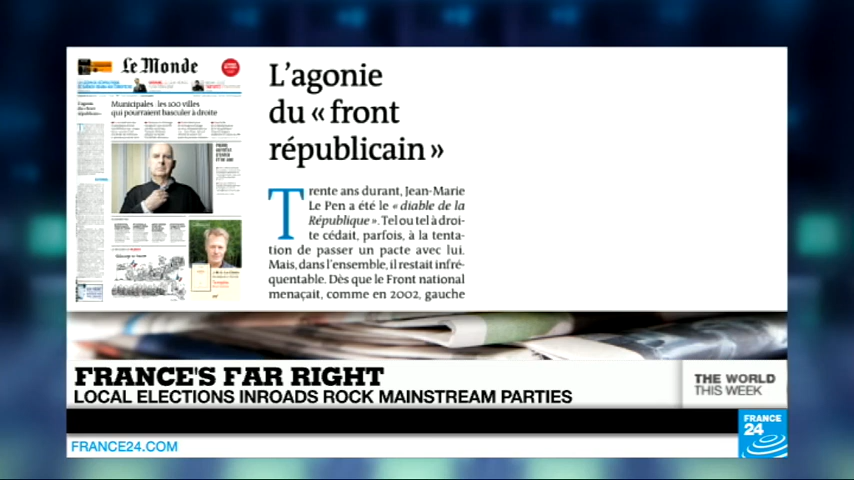 Le Monde
Municipales : les 100 villes
qui pourraient basculer à droite
L'agonie
du « front
républicain »
Trente ans durant, Jean-Marie
Le Pen a été le « diable de la
République ». Tel ou tel à droi-
te cédait, parfois, à la tenta-
tion de passer un pacte avec lui.
Mais, dans l'ensemble, il restait infré-
quentable. Dès que le Front national
menaçait, comme en 2002, gauche
FRANCE'S FAR RIGHT
LOCAL ELECTIONS INROADS ROCK MAINSTREAM PARTIES
THE WORLD
THIS WEEK
FRANCE
24
FRANCE24.COM